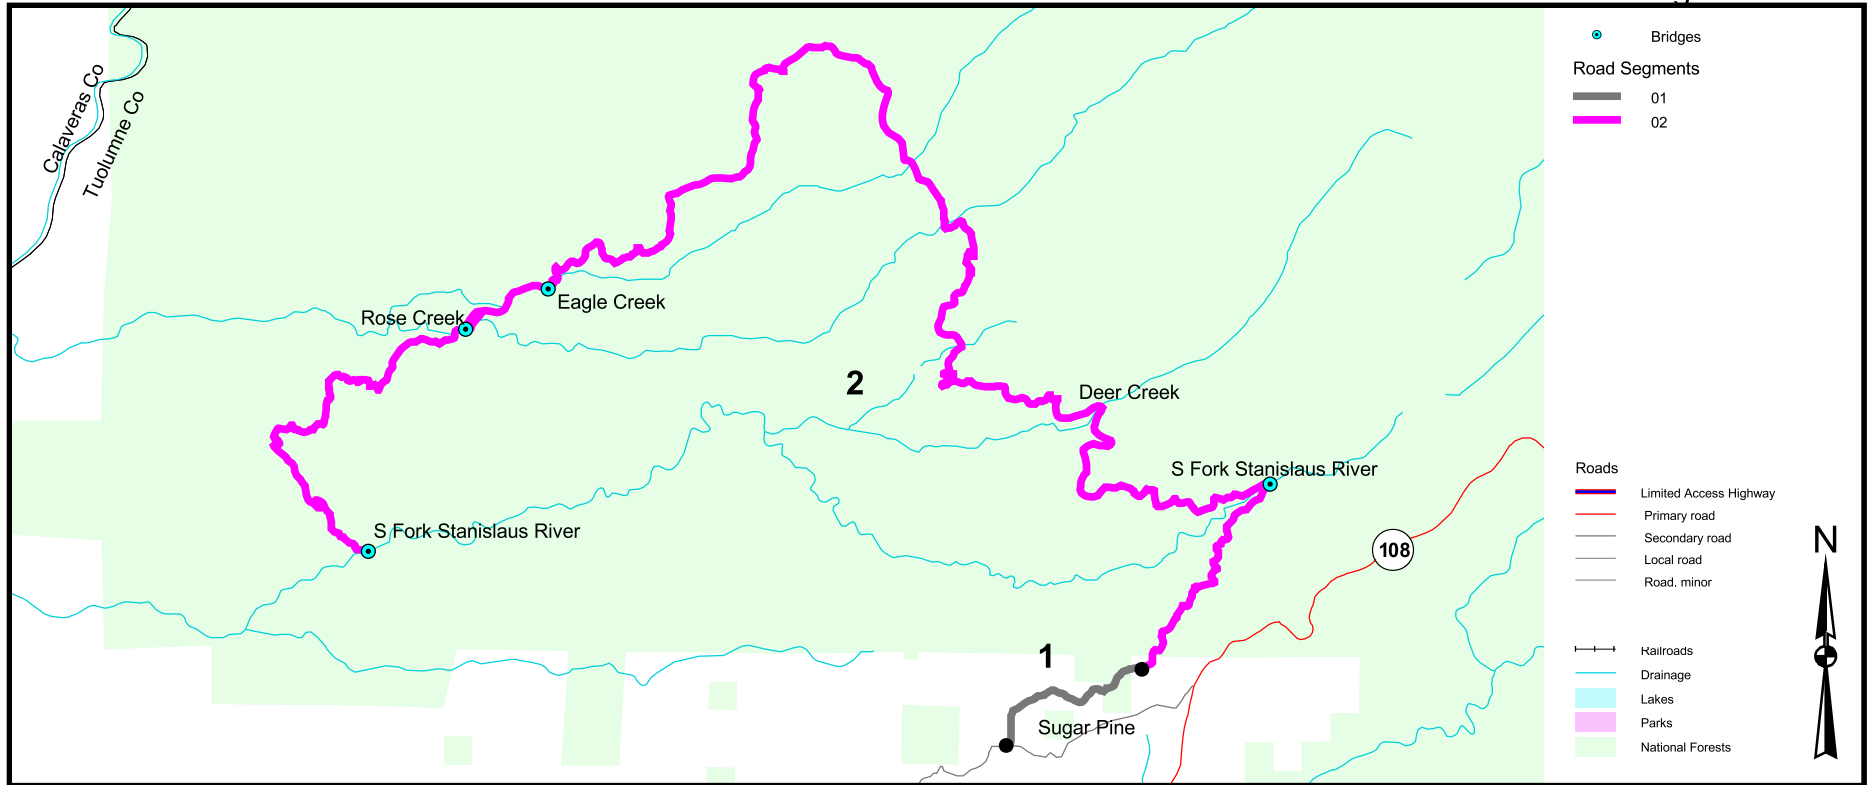 Calaveras Co
Tuolumne Co
Eagle Creek
Rose Creek
2
Deer Creek
S Fork Stanislaus River
S Fork Stanislaus River
108
1
Sugar Pine
Bridges
Road Segments
01
02
Roads
Limited Access Highway
Primary road
Secondary road
Local road
Road, minor
Railroads
Drainage
Lakes
Parks
National Forests
N